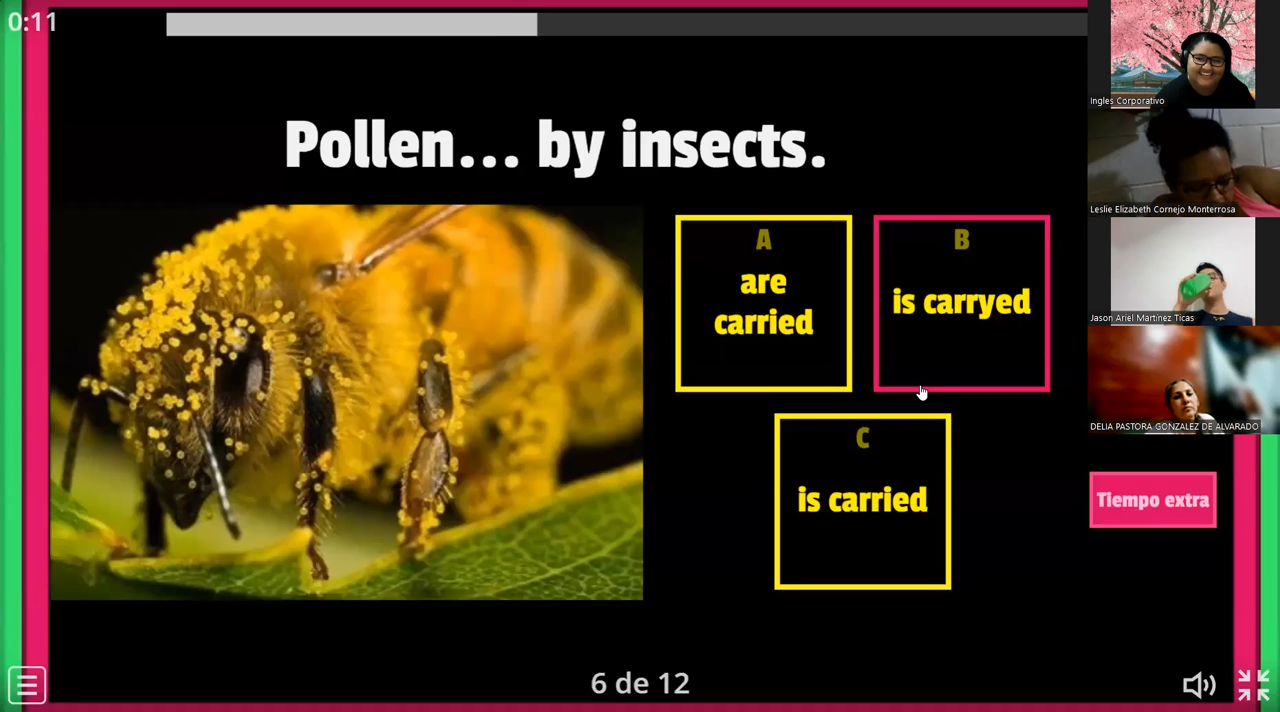 0:11
Pollen... by insects.
A
are
carried
B
is carryed
C
is carried
Ingles Corporativo
Leslie Elizabeth Cornejo Monterrosa
Jason Ariel Martínez Ticas
DELIA PASTORA GONZALEZ DE ALVARADO
Tiempo extra
6 de 12